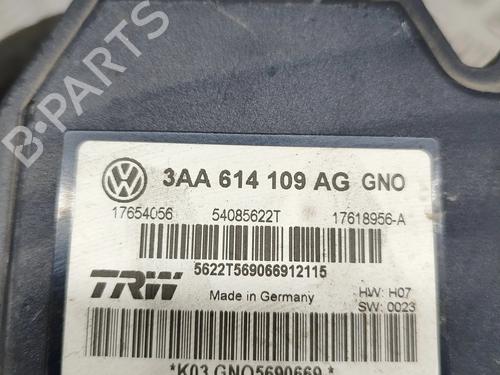 B-PARTS
3AA 614 109 AG GNO
17654056 54085622T 17618956-A
5622T569066912115
TRW Made in Germany HW: H07
SW: 0023
*K03 GNO5690669 *